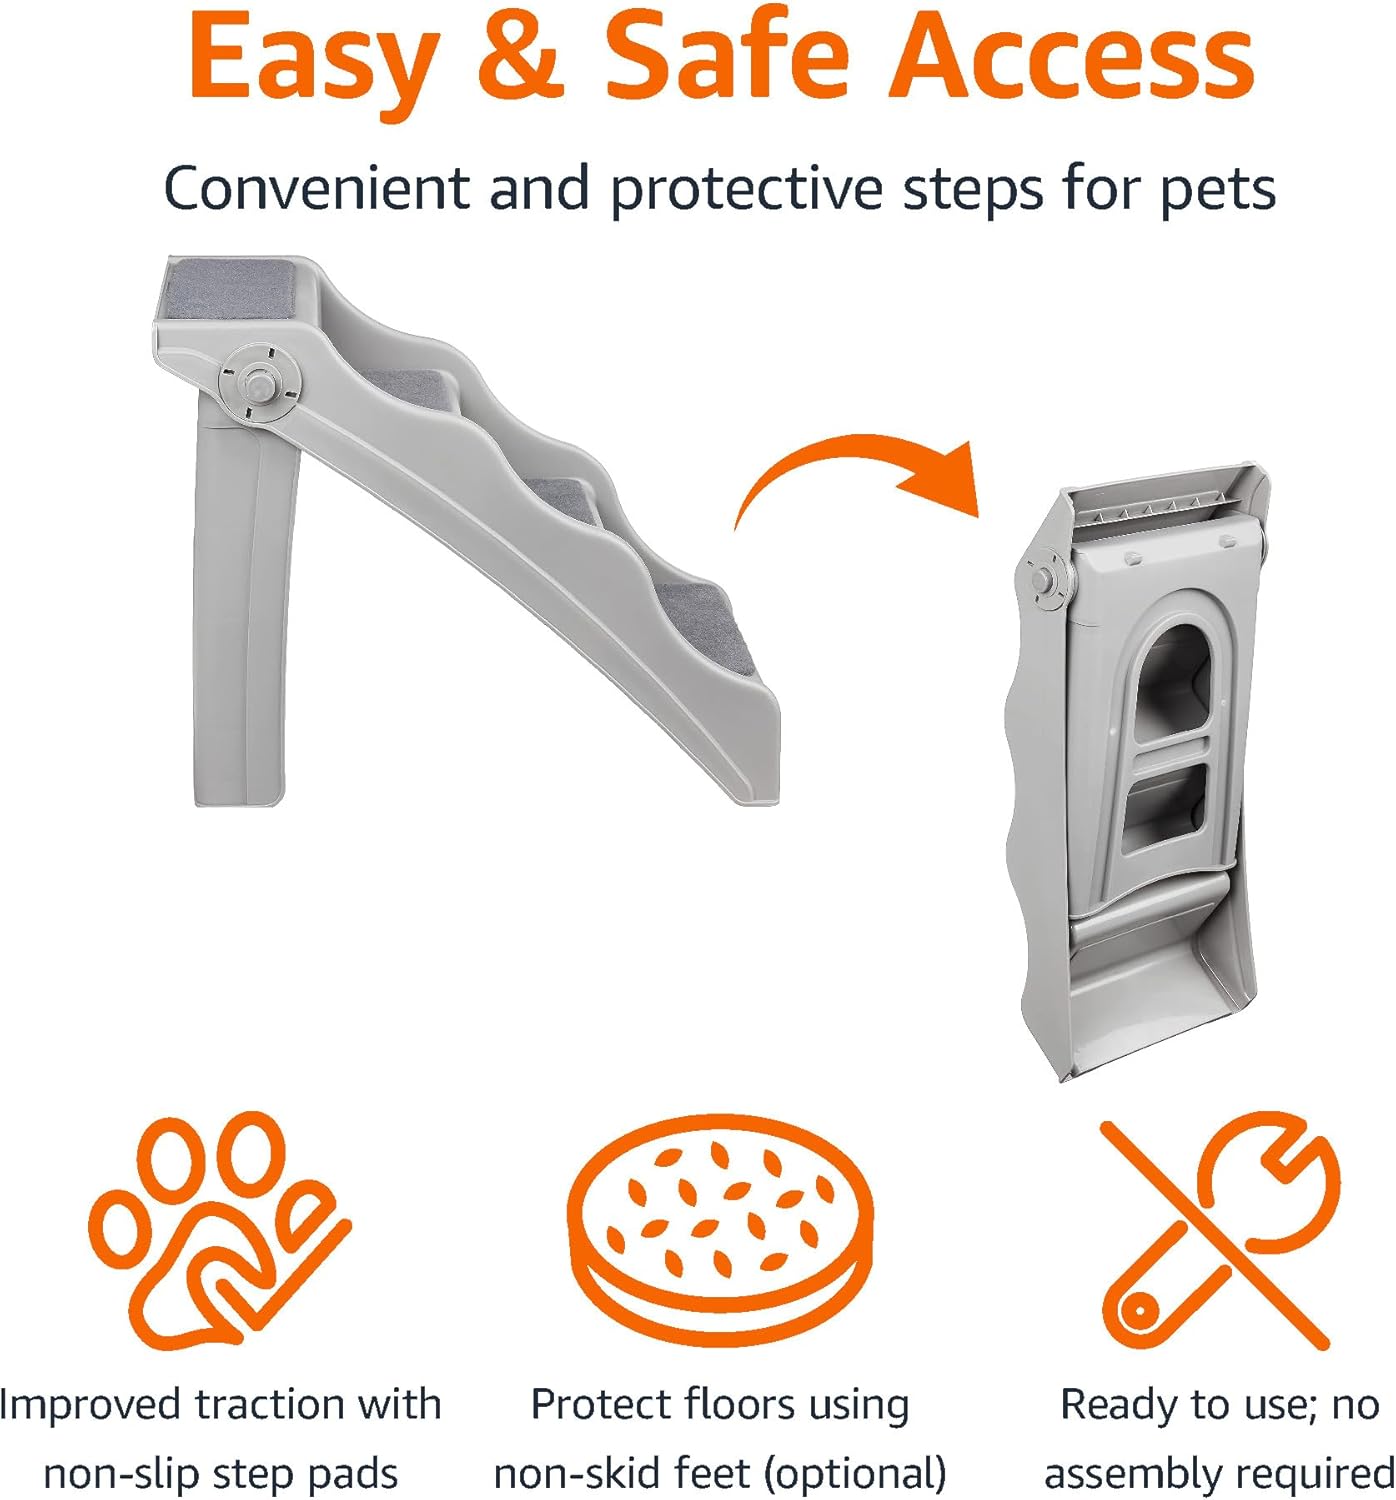 Easy & Safe Access
Convenient and protective steps for pets
Improved traction with
non-slip step pads
Protect floors using
non-skid feet (optional)
Ready to use; no
assembly required